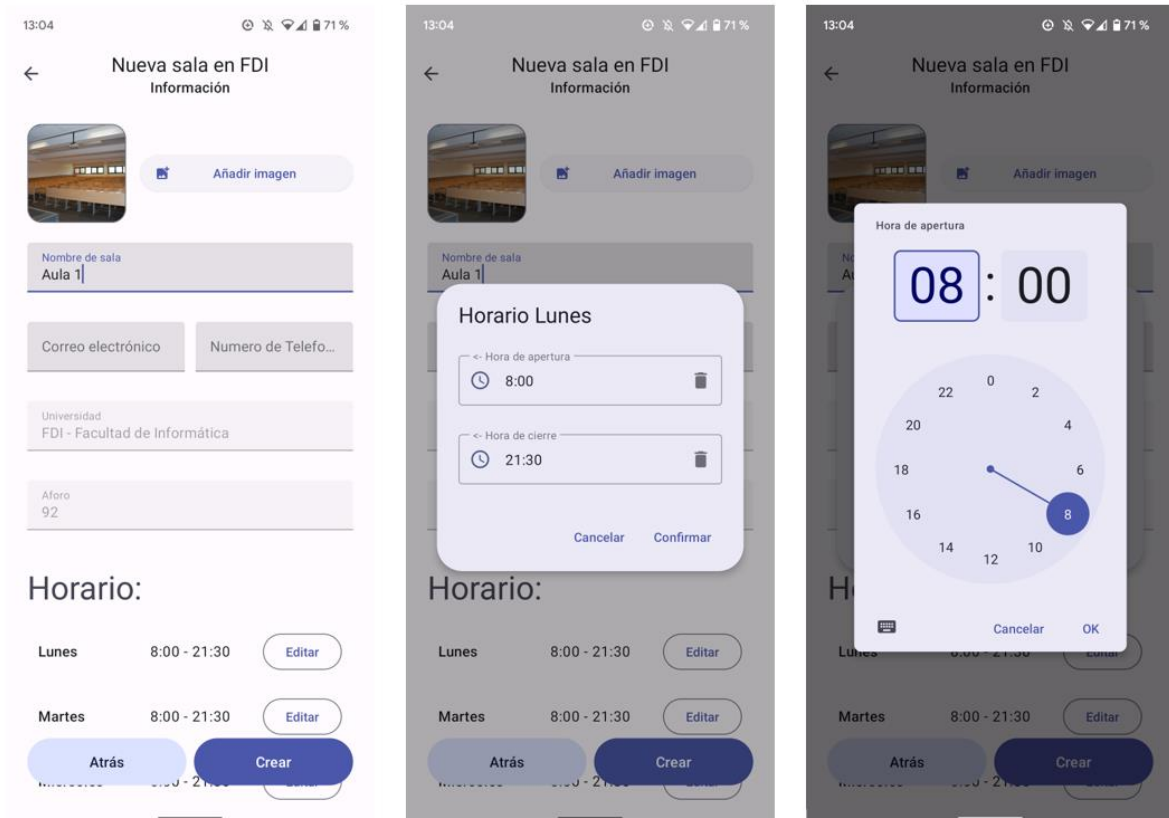 13:04
71 %
Nueva sala en FDI
Información
Añadir imagen
Nombre de sala
Aula 1
Correo electrónico
Numero de Telefo...
Universidad
FDI - Facultad de Informática
Aforo
92
Horario:
Lunes
8:00 - 21:30
Editar
Martes
8:00 - 21:30
Editar
Atrás
Crear
13:04
71 %
Nueva sala en FDI
Información
Añadir imagen
Nombre de sala
Aula 1
Horario Lunes
<- Hora de apertura
8:00
<- Hora de cierre
21:30
Cancelar
Confirmar
Horario:
Lunes
8:00 - 21:30
Editar
Martes
8:00 - 21:30
Editar
Atrás
Crear
13:04
71 %
Nueva sala en FDI
Información
Añadir imagen
Hora de apertura
08 : 00
0
2
4
6
8
10
12
14
16
18
20
22
Cancelar
OK
Lunes
Martes
8:00 - 21:30
Editar
Atrás
Crear